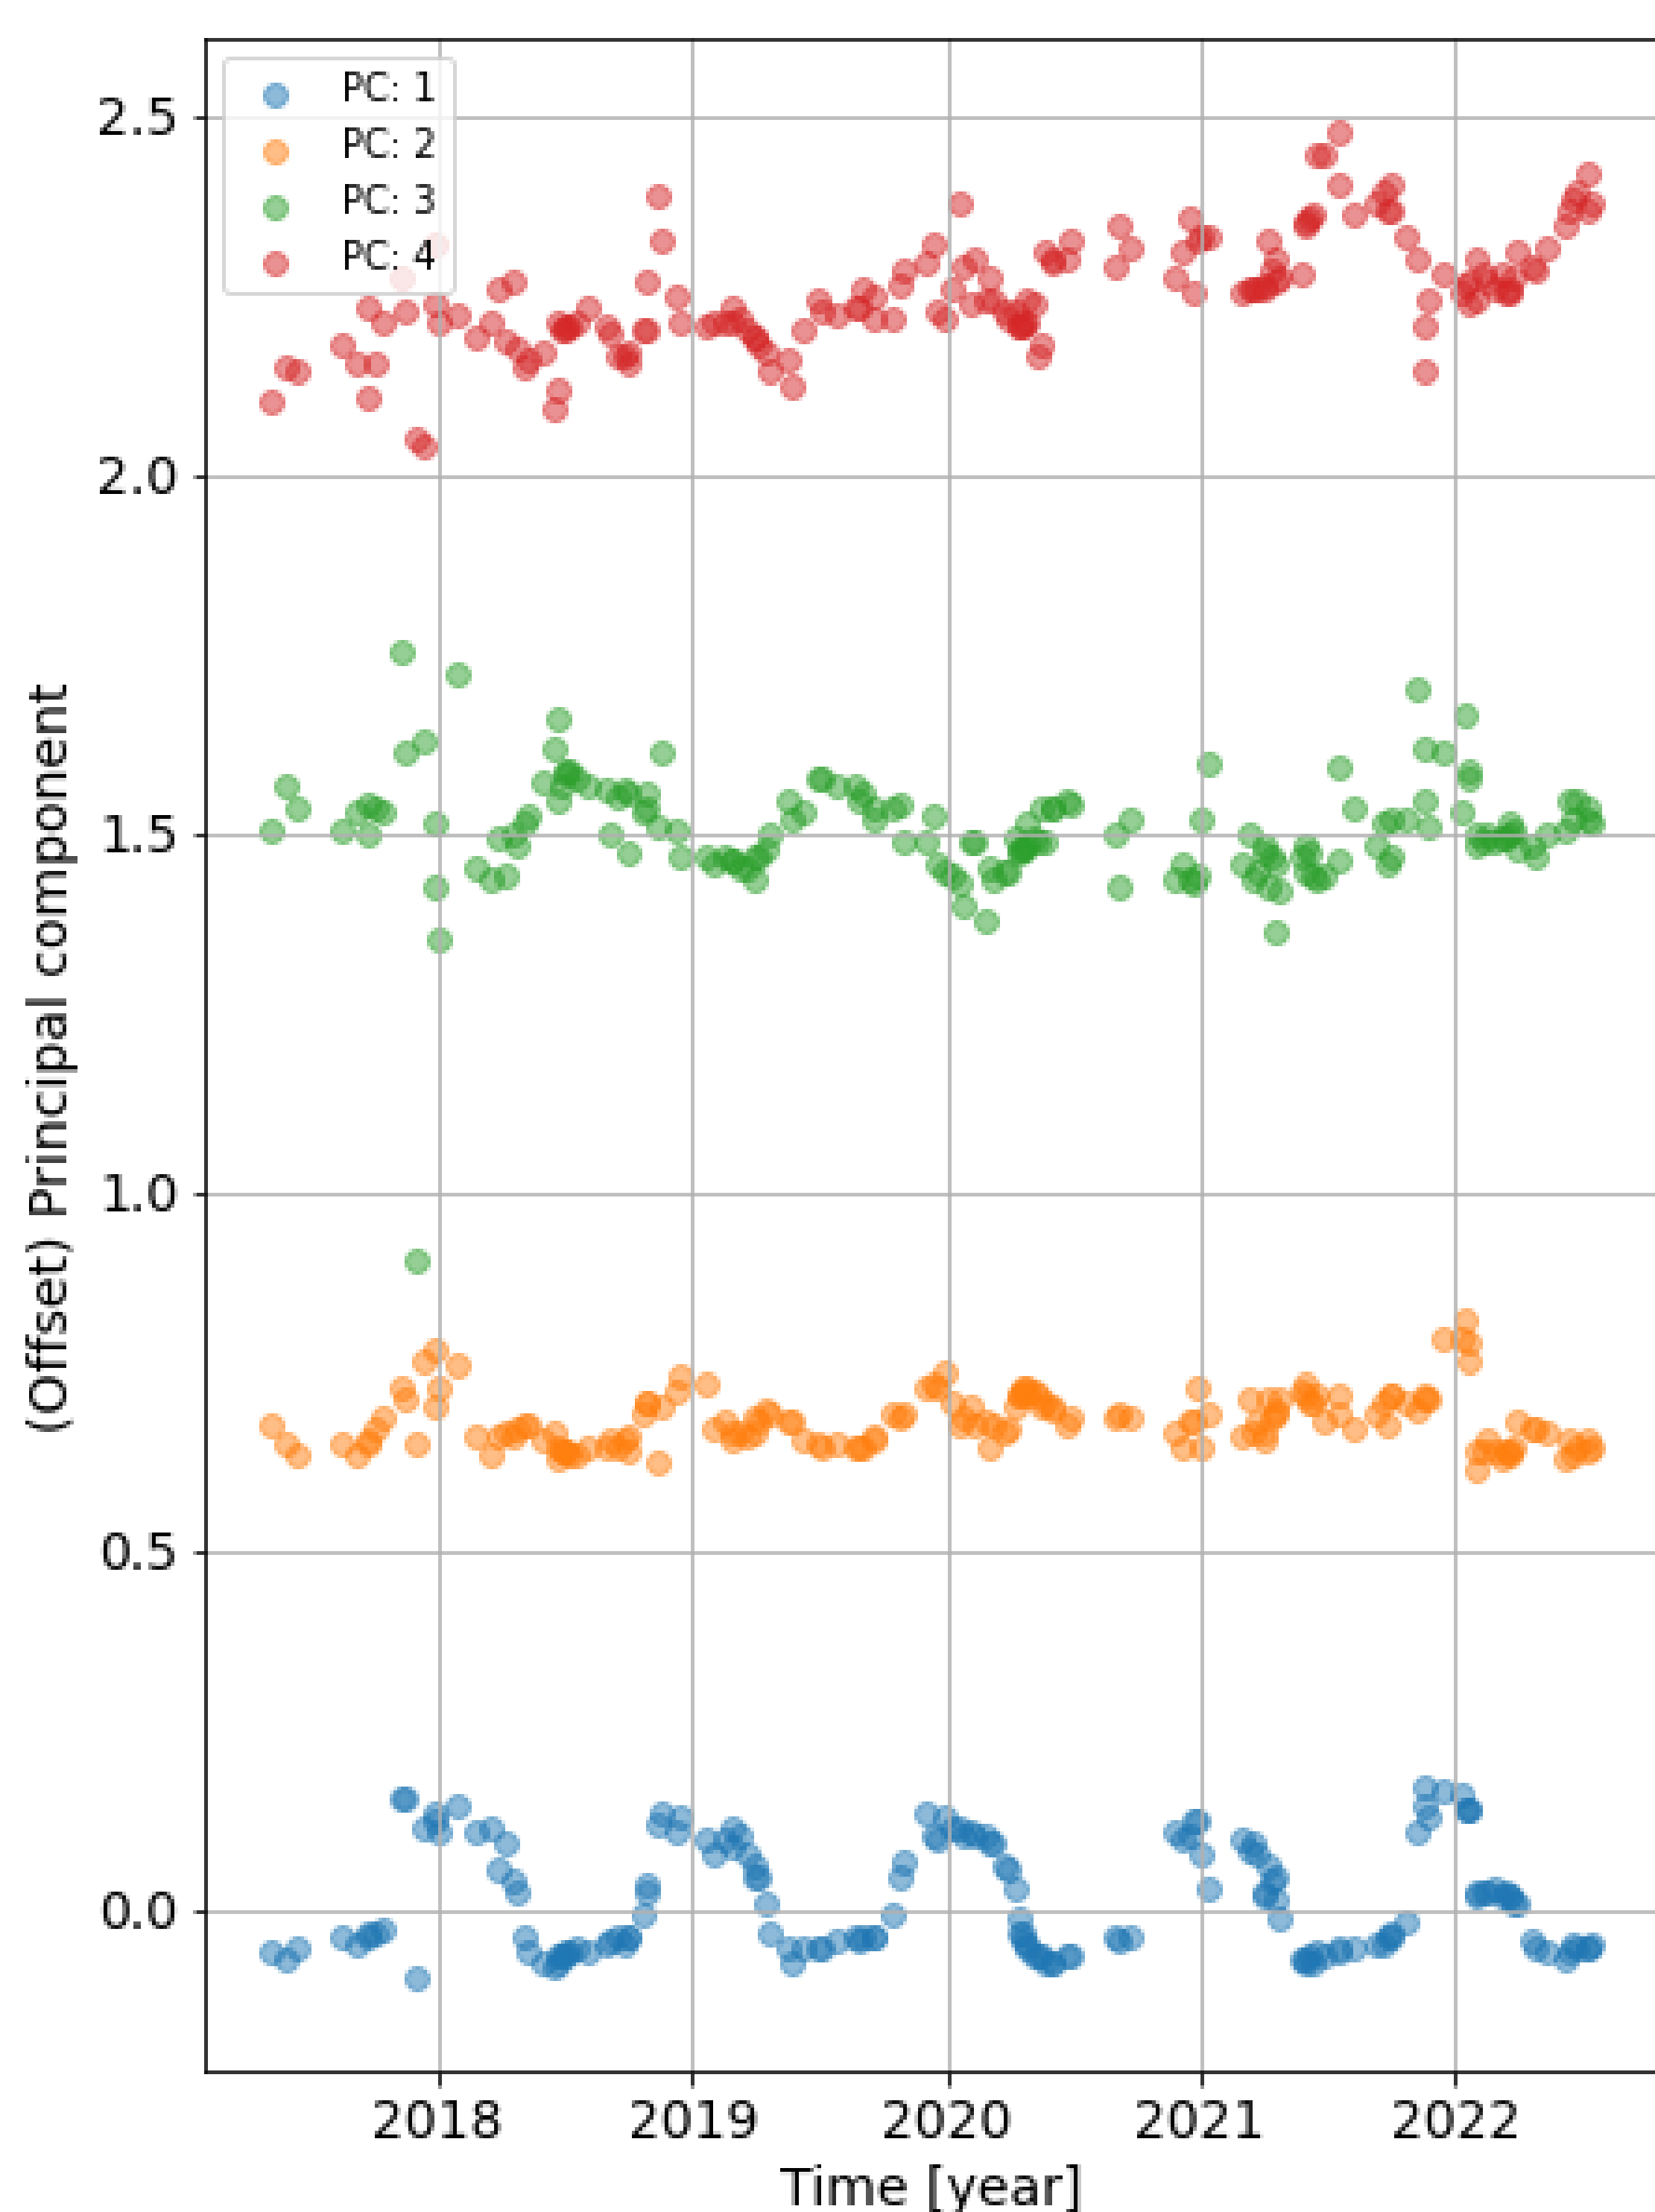 PC: 1
PC: 2
PC: 3
PC: 4
2.5
2.0
1.5
1.0
0.5
0.0
(Offset) Principal component
2018 2019 2020 2021 2022
Time [year]